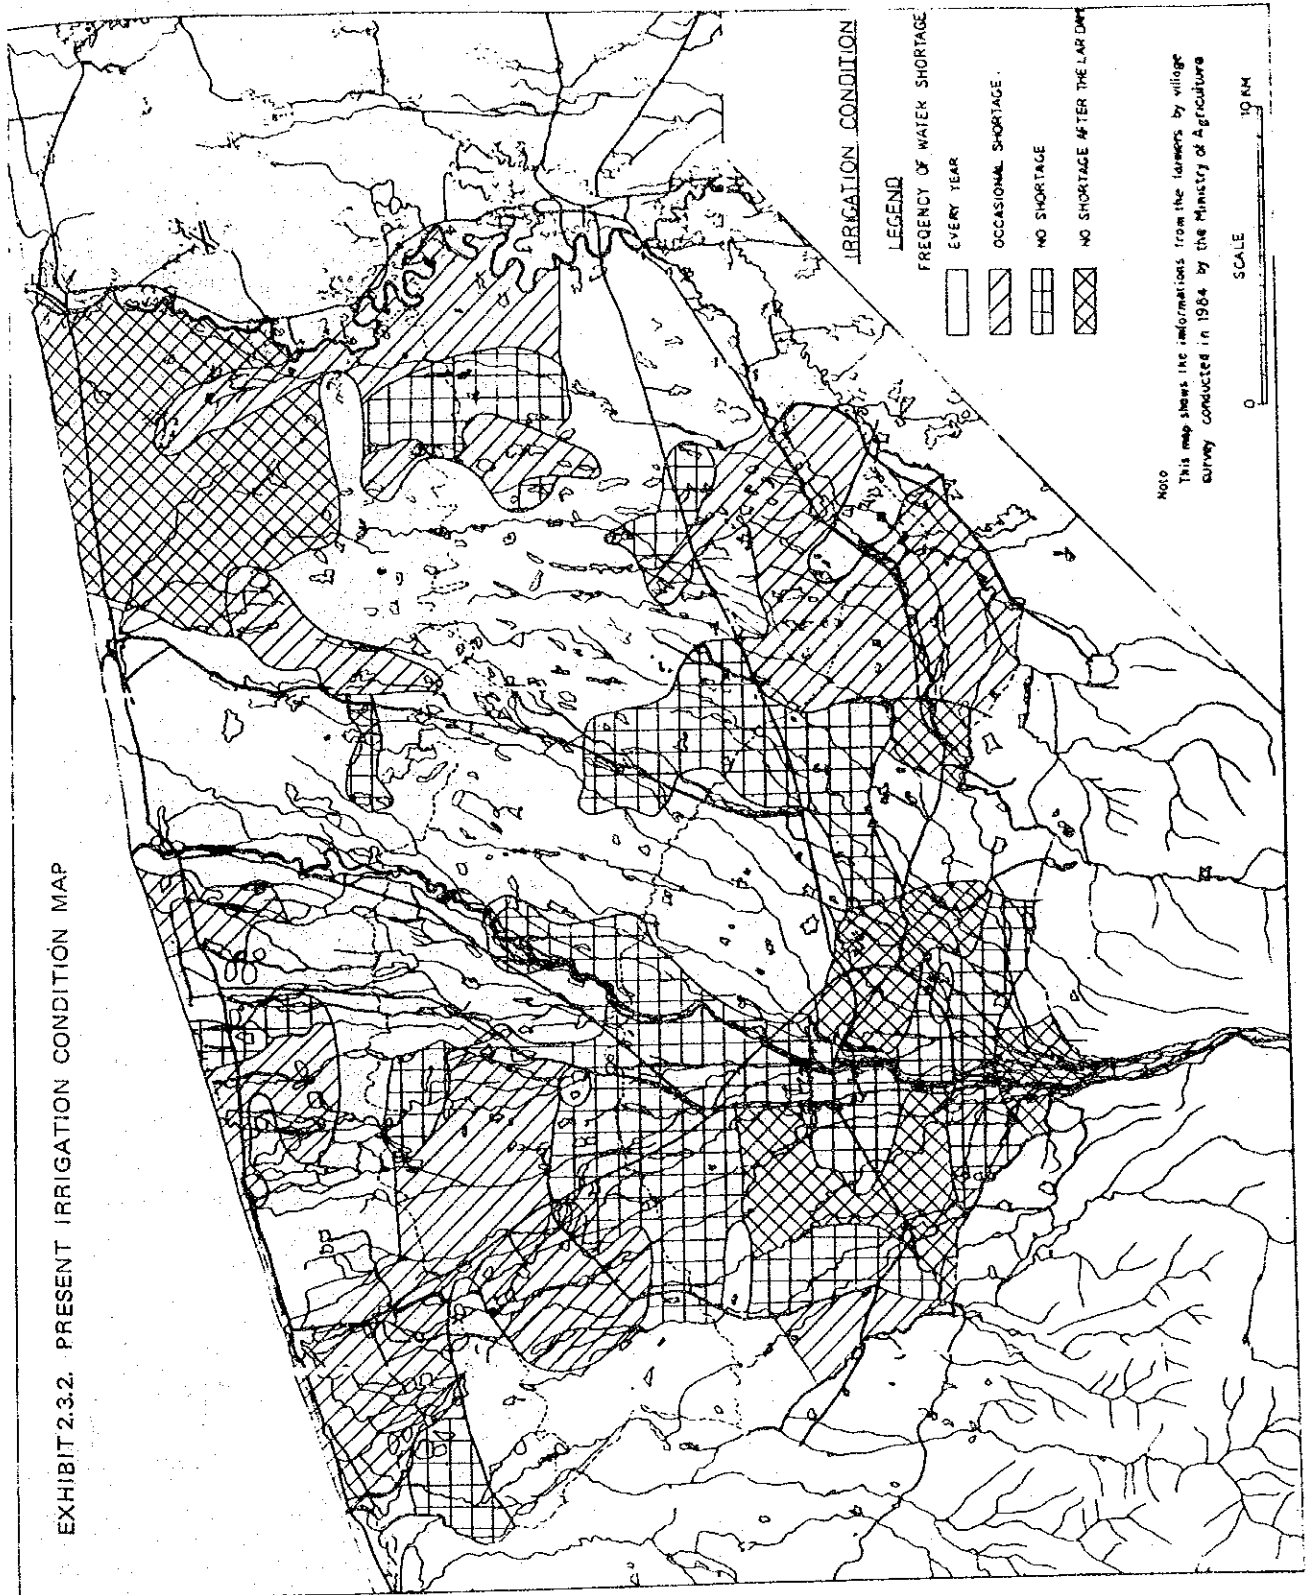 EXHIBIT 2.3.2. PRESENT IRRIGATION CONDITION MAP
IRRIGATION CONDITION
LEGEND
FREQENCY OF WATER SHORTAGE
EVERY YEAR
OCCASIONAL SHORTAGE.
NO SHORTAGE
NO SHORTAGE AFTER THE LAR DAM
Note
This map shows the informations from the farmers by village
survey conducted in 1984 by the Ministry of Agriculture
SCALE
0 10 KM